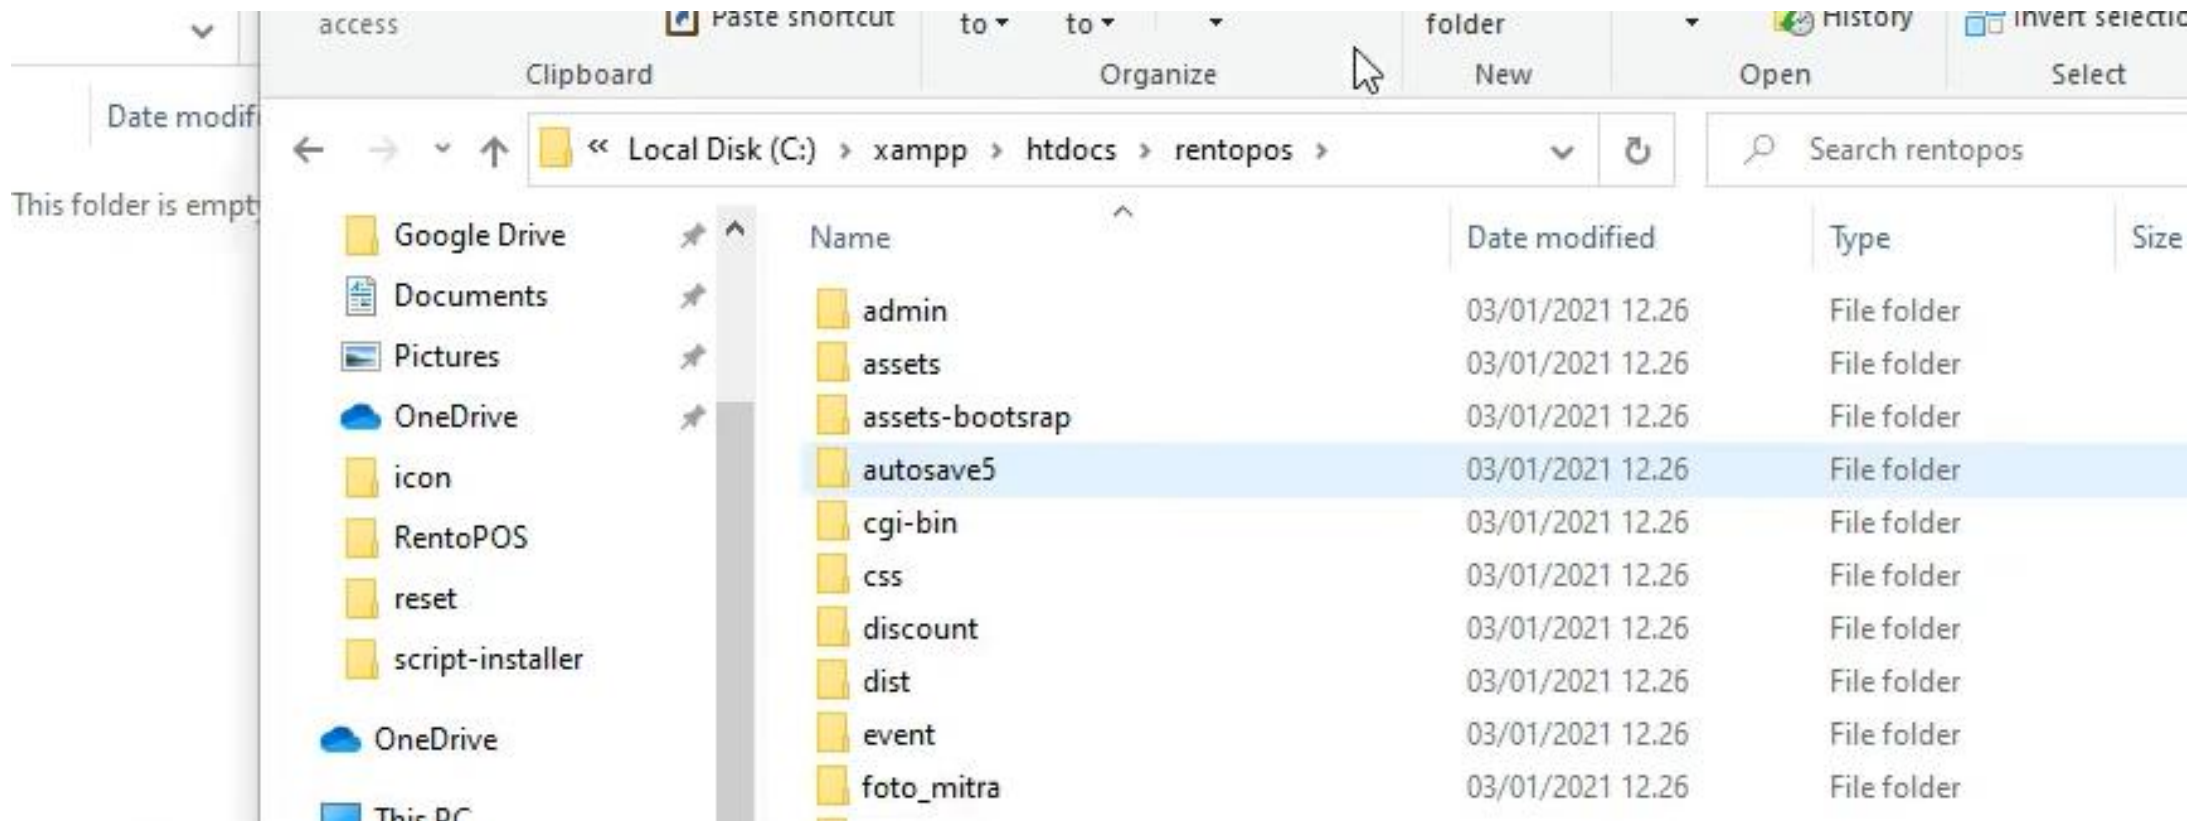 access Paste shortcut to to folder History Invert selectio
Clipboard Organize New Open Select
Date modifi
« Local Disk (C:) › xampp › htdocs › rentopos › Search rentopos
This folder is empty
Google Drive
Documents
Pictures
OneDrive
icon
RentoPOS
reset
script-installer
OneDrive
This PC
Name Date modified Type Size
admin 03/01/2021 12.26 File folder
assets 03/01/2021 12.26 File folder
assets-bootsrap 03/01/2021 12.26 File folder
autosave5 03/01/2021 12.26 File folder
cgi-bin 03/01/2021 12.26 File folder
css 03/01/2021 12.26 File folder
discount 03/01/2021 12.26 File folder
dist 03/01/2021 12.26 File folder
event 03/01/2021 12.26 File folder
foto_mitra 03/01/2021 12.26 File folder